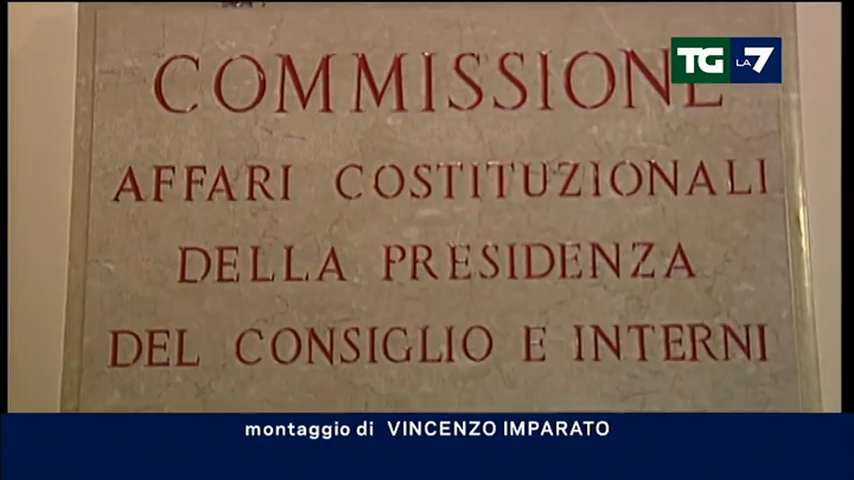 TG LA7
COMMISSIONE
AFFARI COSTITUZIONALI
DELLA PRESIDENZA
DEL CONSIGLIO E INTERNI
montaggio di VINCENZO IMPARATO